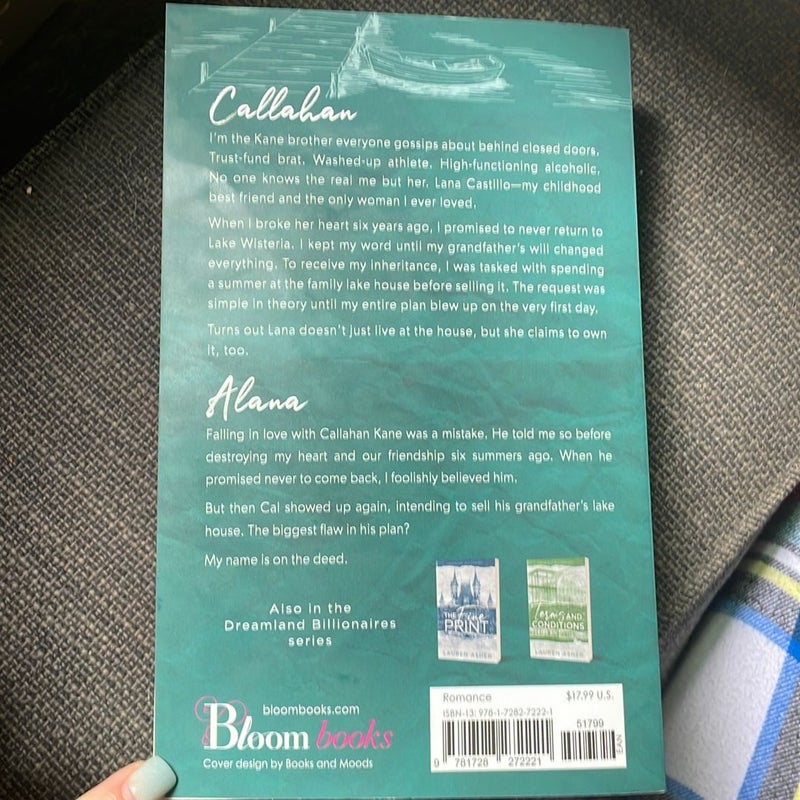 Callahan
I'm the Kane brother everyone gossips about behind closed doors.
Trust-fund brat. Washed-up athlete. High-functioning alcoholic.
No one knows the real me but her. Lana Castillo—my childhood
best friend and the only woman I ever loved.
When I broke her heart six years ago, I promised to never return to
Lake Wisteria. I kept my word until my grandfather's will changed
everything. To receive my inheritance, I was tasked with spending
a summer at the family lake house before selling it. The request was
simple in theory until my entire plan blew up on the very first day.
Turns out Lana doesn't just live at the house, but she claims to own
it, too.
Alana
Falling in love with Callahan Kane was a mistake. He told me so before
destroying my heart and our friendship six summers ago. When he
promised never to come back, I foolishly believed him.
But then Cal showed up again, intending to sell his grandfather's lake
house. The biggest flaw in his plan?
My name is on the deed.
Also in the
Dreamland Billionaires
series
THE Fine
PRINT
LAUREN ASHER
Terms AND
CONDITIONS
LAUREN ASHER
bloombooks.com
Bloom books
Cover design by Books and Moods
Romance $17.99 U.S.
ISBN-13: 978-1-7282-7222-1
51799
EAN
9 781728 272221